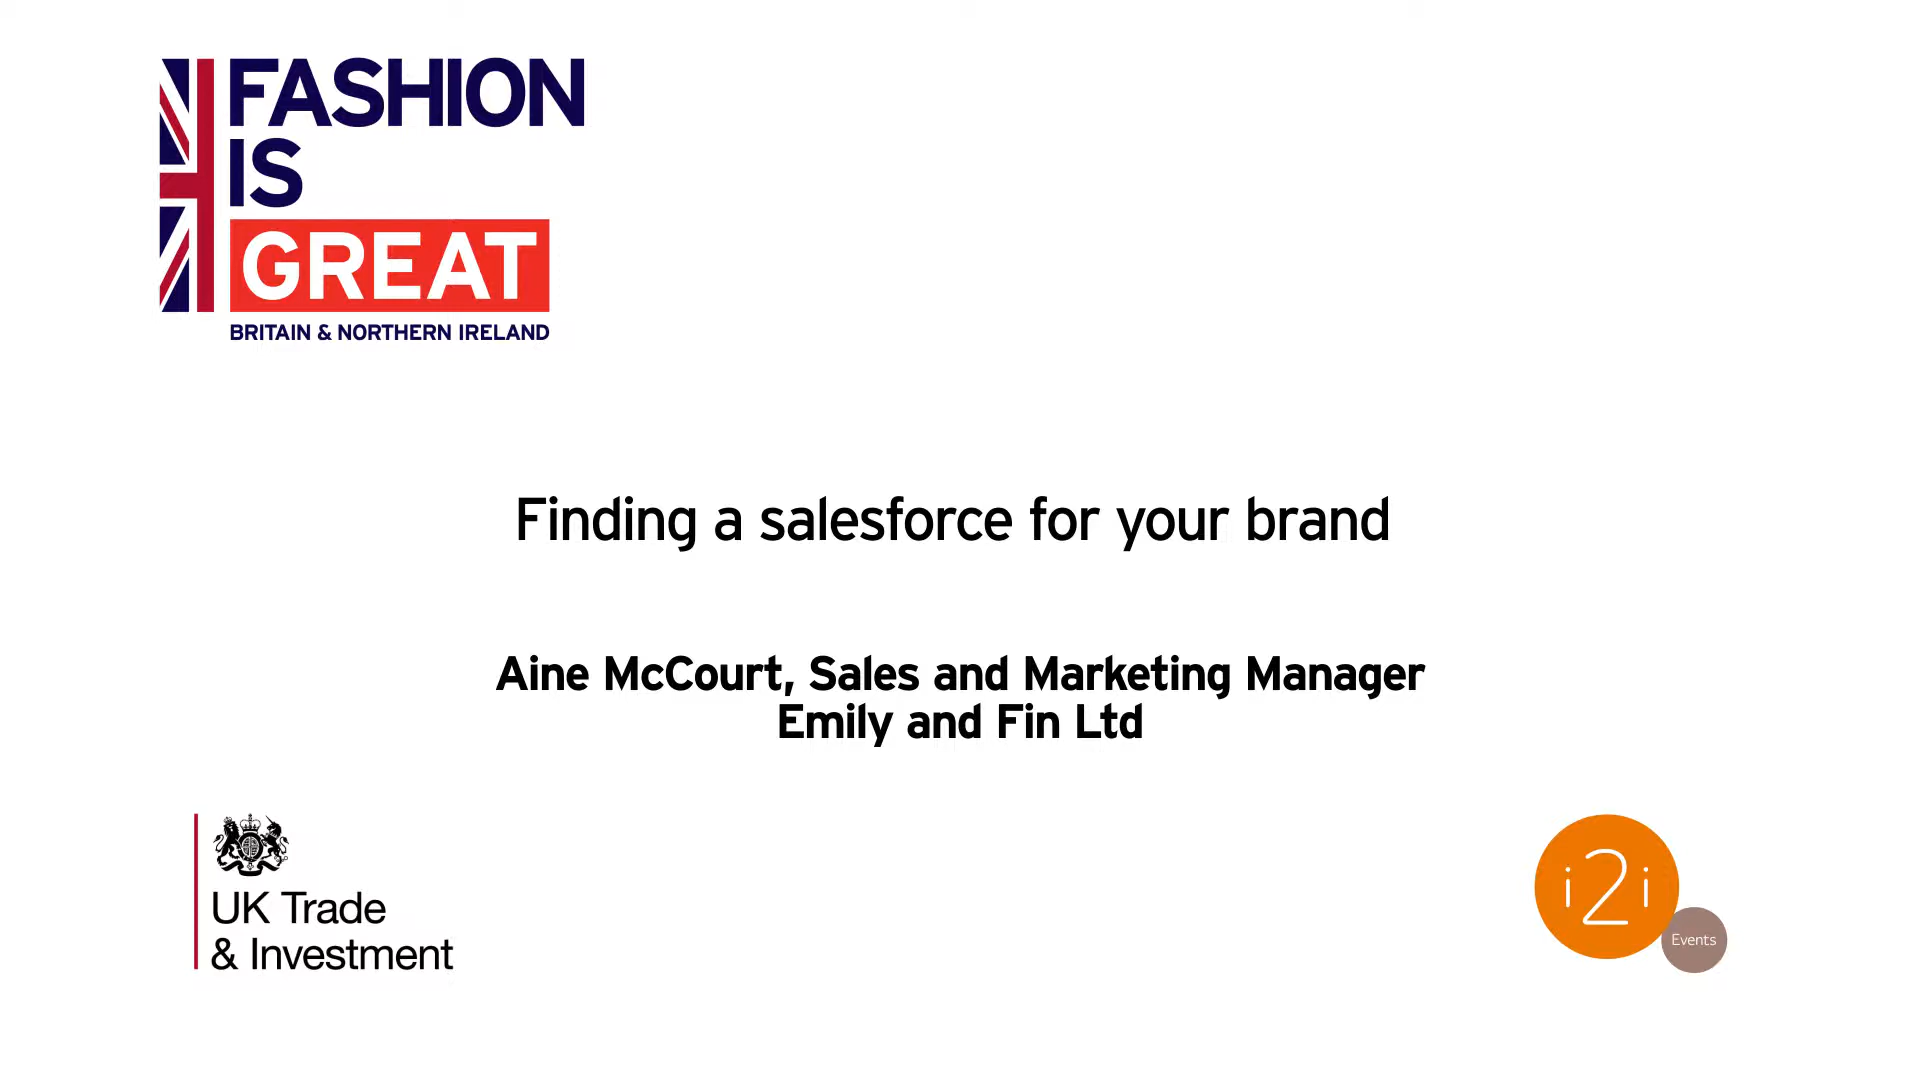 FASHION
IS
GREAT
BRITAIN & NORTHERN IRELAND
Finding a salesforce for your brand
Aine McCourt, Sales and Marketing Manager
Emily and Fin Ltd
UK Trade
& Investment
i2i
Events